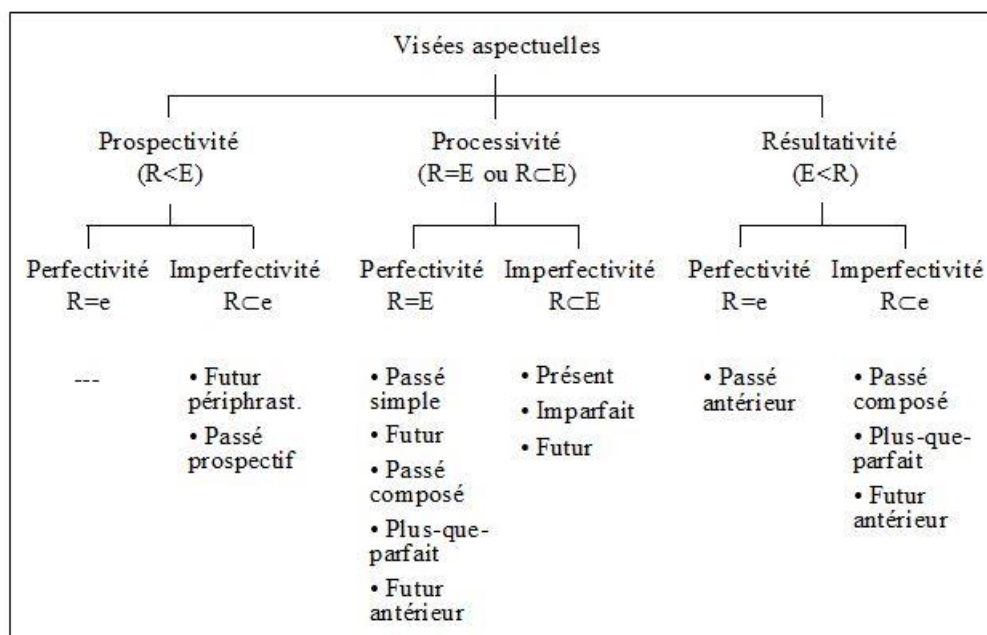 Visées aspectuelles
Prospectivité
(R<E)
Processivité
(R=E ou R⊂E)
Résultativité
(E<R)
Perfectivité
R=e
Imperfectivité
R⊂e
Perfectivité
R=E
Imperfectivité
R⊂E
Perfectivité
R=e
Imperfectivité
R⊂e
---
• Futur
périphrast.
• Passé
prospectif
• Passé
simple
• Futur
• Passé
composé
• Plus-que-
parfait
• Futur
antérieur
• Présent
• Imparfait
• Futur
• Passé
antérieur
• Passé
composé
• Plus-que-
parfait
• Futur
antérieur